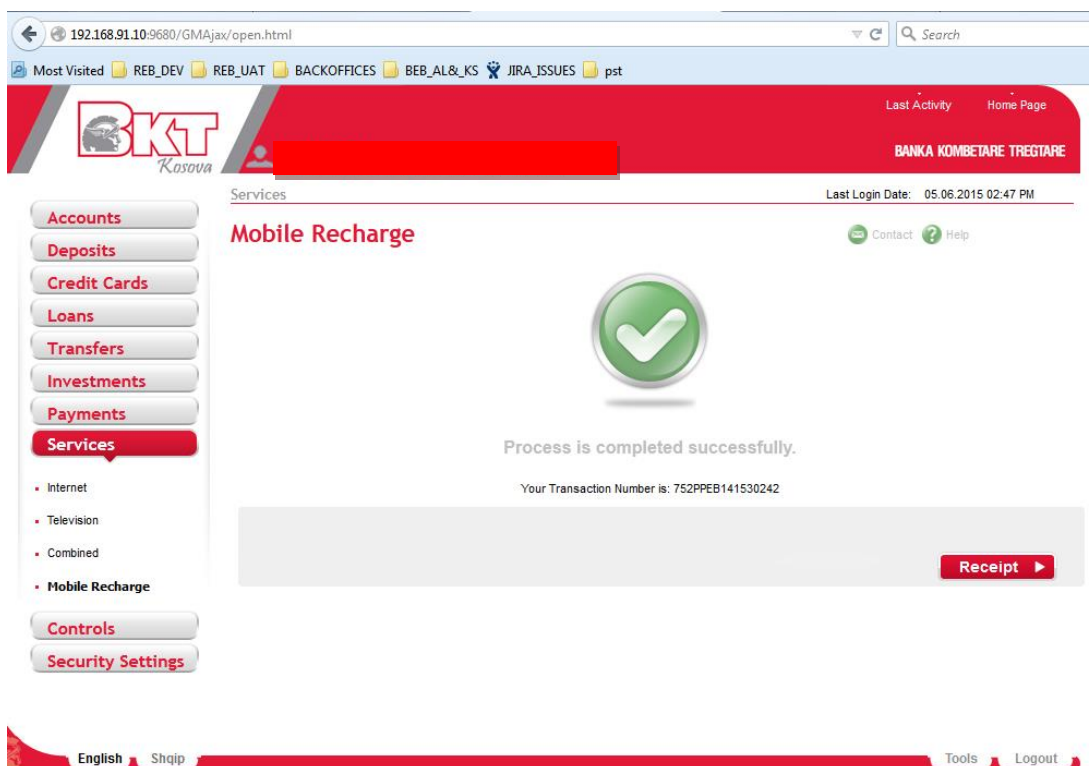 192.168.91.10:9680/GMAjax/open.html
Search
Most Visited REB_DEV REB_UAT BACKOFFICES BEB_AL&_KS JIRA_ISSUES pst
Last Activity Home Page
BKT
Kosova
BANKA KOMBETARE TREGTARE
Services
Last Login Date: 05.06.2015 02:47 PM
Mobile Recharge
Contact Help
Accounts
Deposits
Credit Cards
Loans
Transfers
Investments
Payments
Services
Internet
Television
Combined
Mobile Recharge
Controls
Security Settings
Process is completed successfully.
Your Transaction Number is: 752PPEB141530242
Receipt
English Shqip
Tools Logout